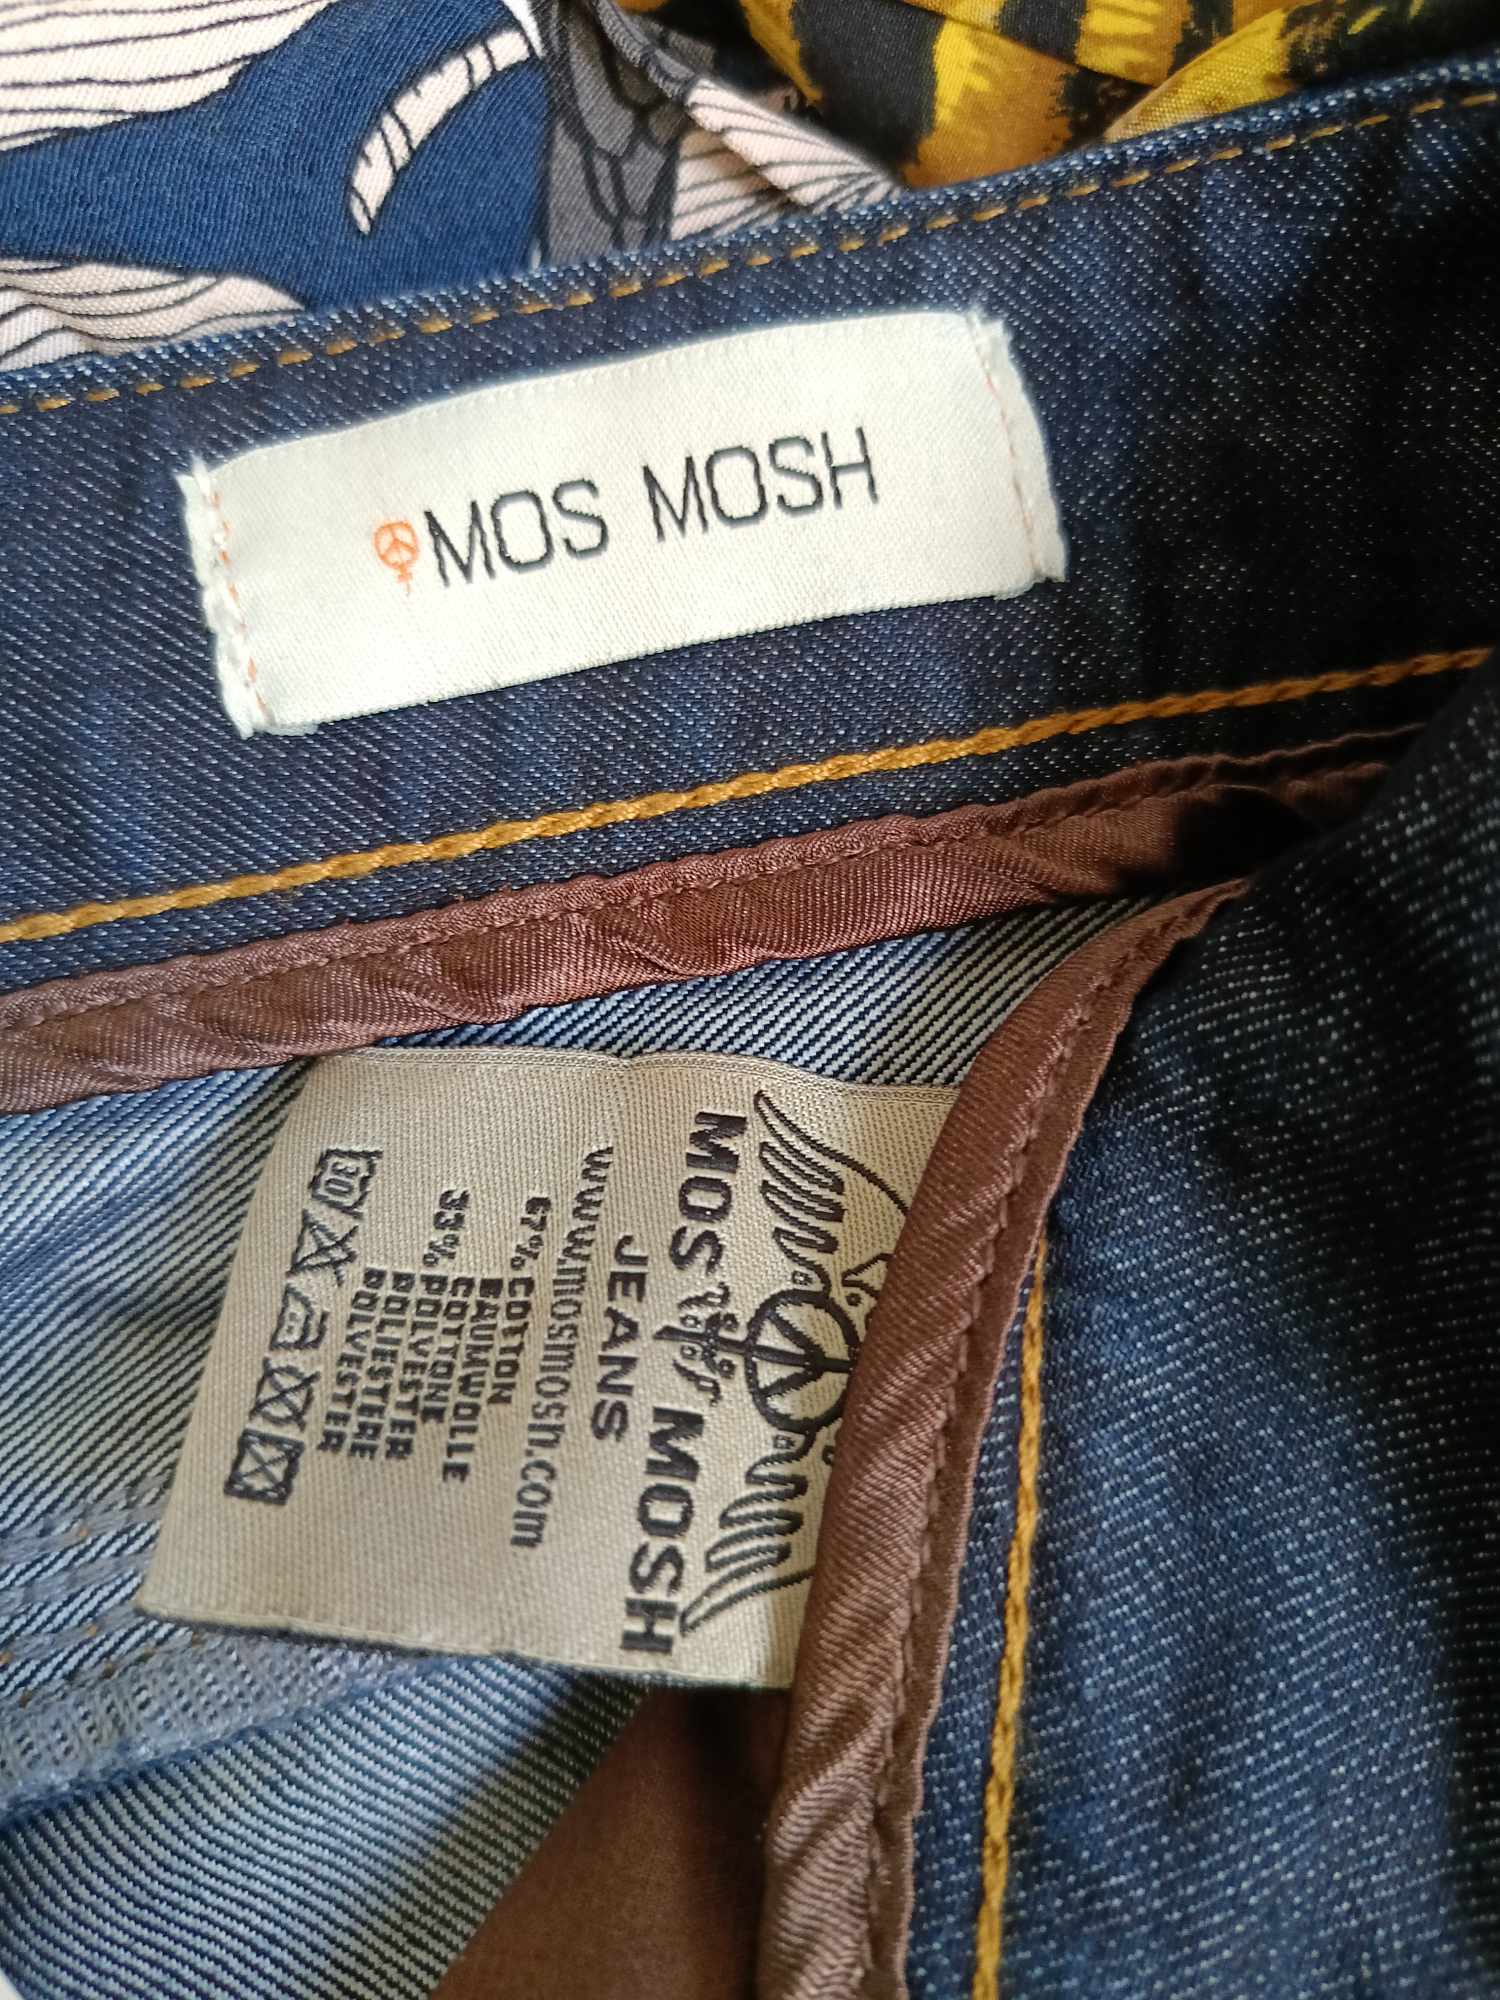 MOS MOSH
MOS MOSH
JEANS
www.mosmosh.com
67% COTTON
BAUMWOLLE
COTTONE
33% POLYESTER
POLIESTERE
POLYESTER
30